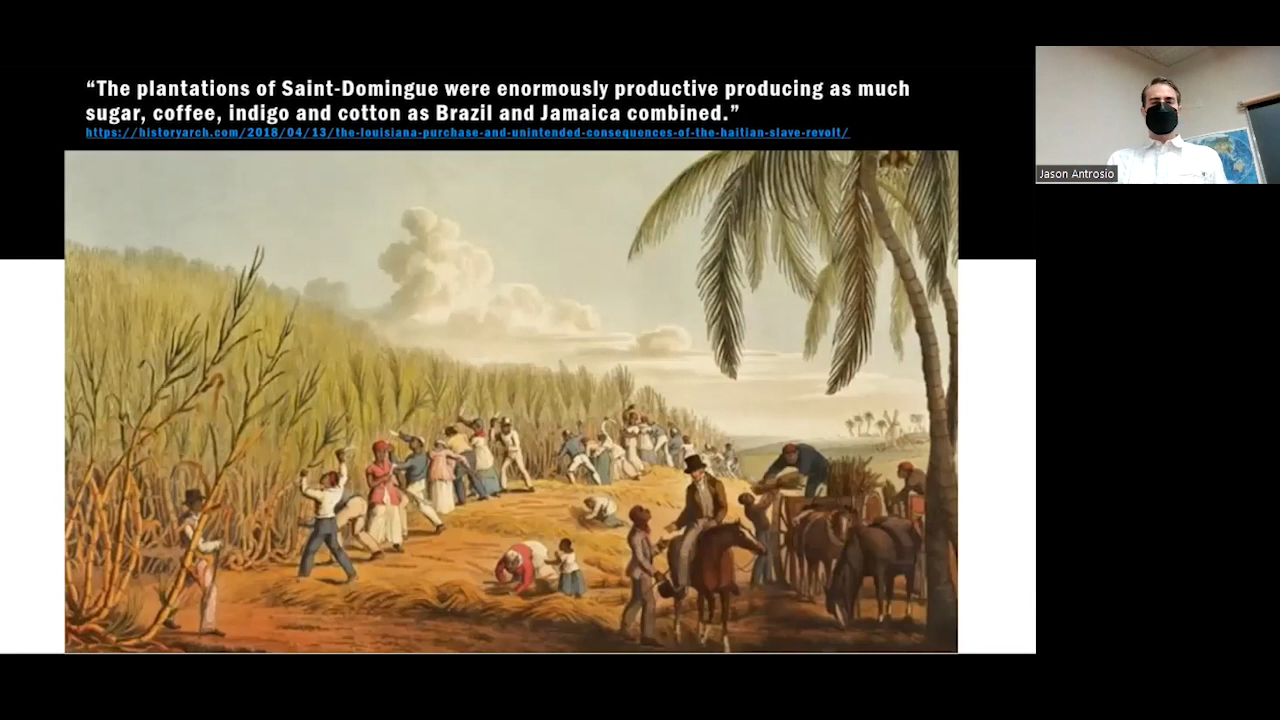 “The plantations of Saint-Domingue were enormously productive producing as much
sugar, coffee, indigo and cotton as Brazil and Jamaica combined.”
https://historyarch.com/2018/04/13/the-louisiana-purchase-and-unintended-consequences-of-the-haitian-slave-revolt/
Jason Antrosio